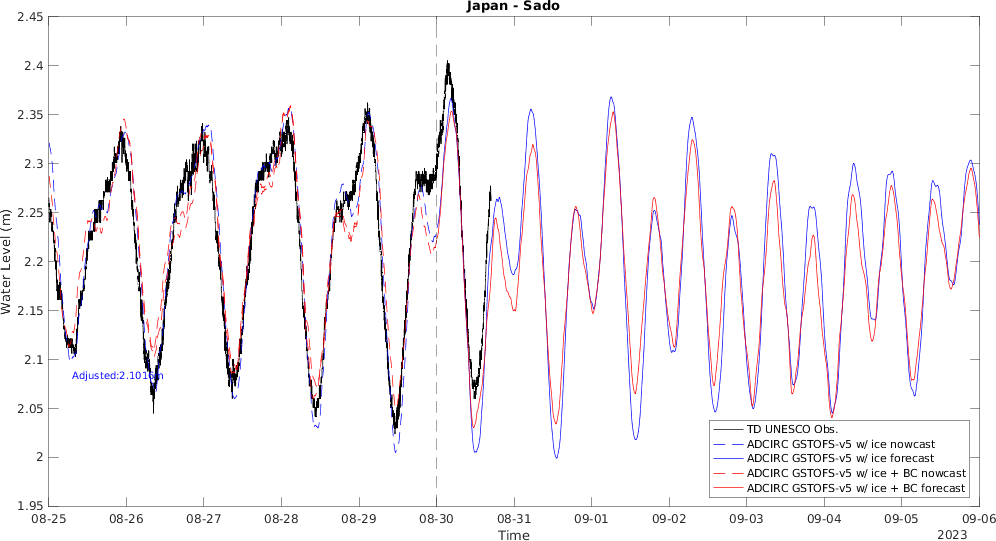 Japan - Sado
2.45
2.4
2.35
2.3
2.25
2.2
2.15
2.1
2.05
2
1.95
Water Level (m)
Adjusted:2.1016m
TD UNESCO Obs.
ADCIRC GSTOFS-v5 w/ ice nowcast
ADCIRC GSTOFS-v5 w/ ice forecast
ADCIRC GSTOFS-v5 w/ ice + BC nowcast
ADCIRC GSTOFS-v5 w/ ice + BC forecast
08-25 08-26 08-27 08-28 08-29 08-30 08-31 09-01 09-02 09-03 09-04 09-05 09-06
Time
2023